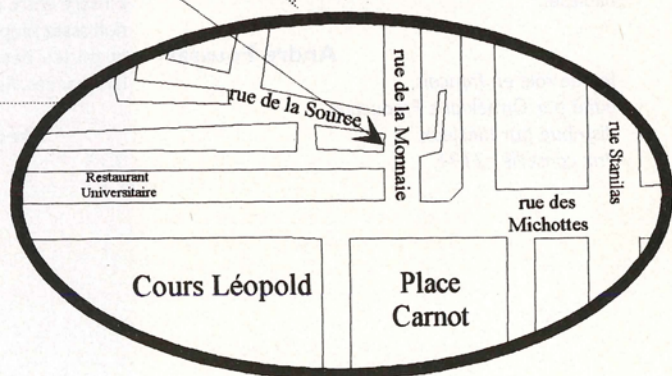 rue de la Source
rue de la Monnaie
rue Stanilas
Restaurant
Universitaire
rue des
Michottes
Cours Léopold
Place
Carnot